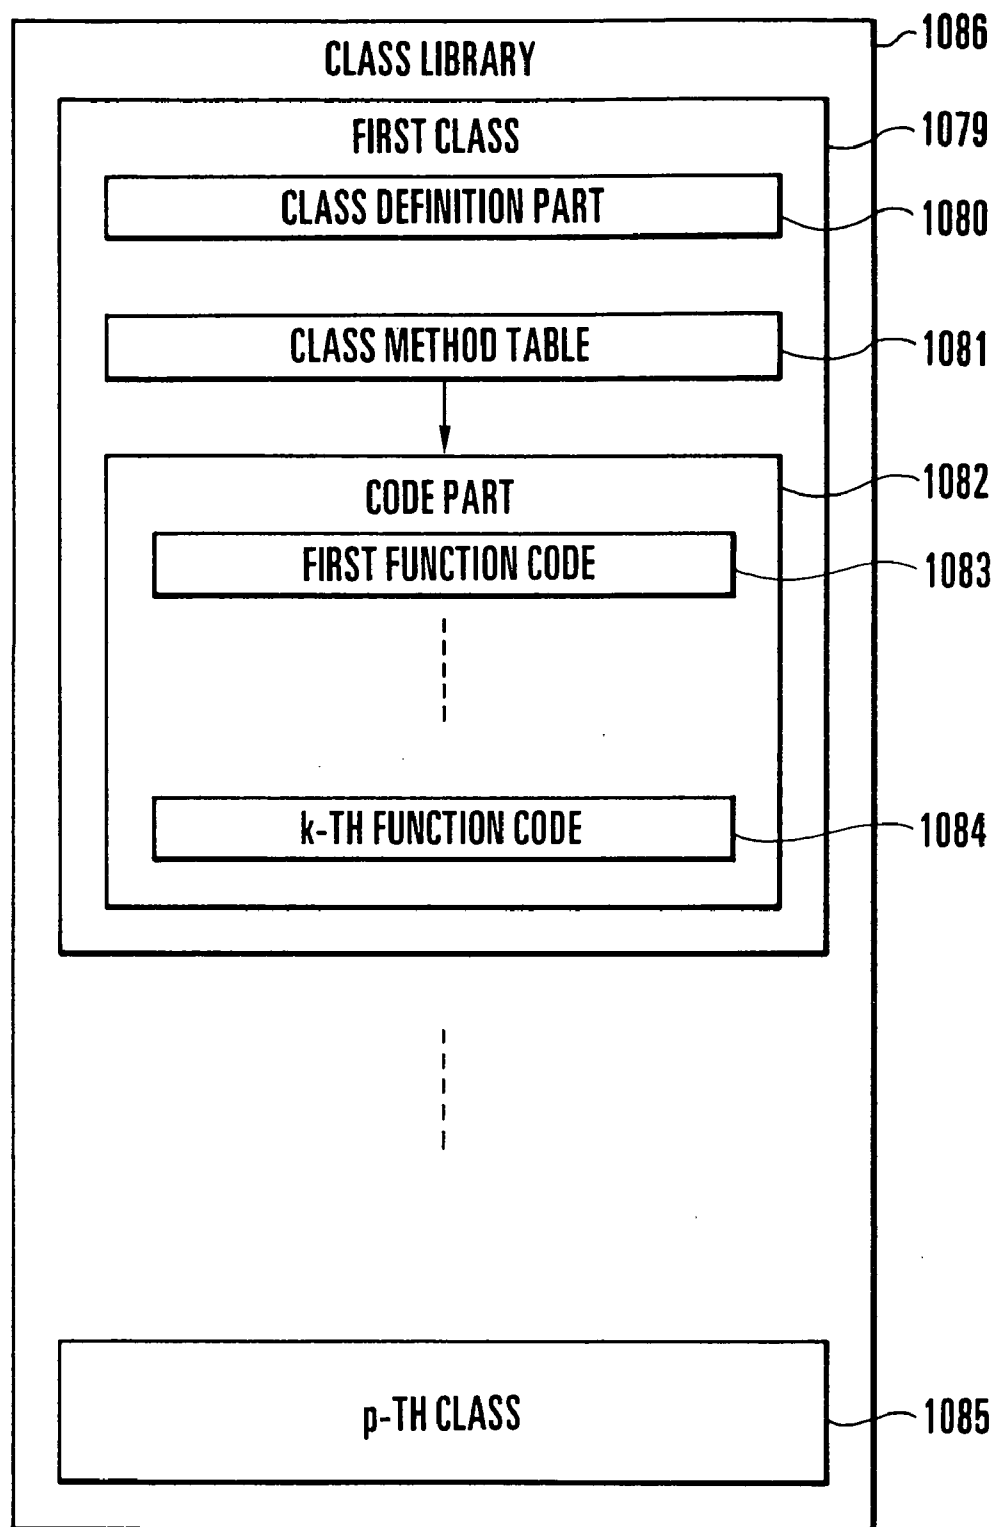 1086
CLASS LIBRARY
1079
FIRST CLASS
CLASS DEFINITION PART
1080
CLASS METHOD TABLE
1081
1082
CODE PART
FIRST FUNCTION CODE
1083
k-TH FUNCTION CODE
1084
p-TH CLASS
1085